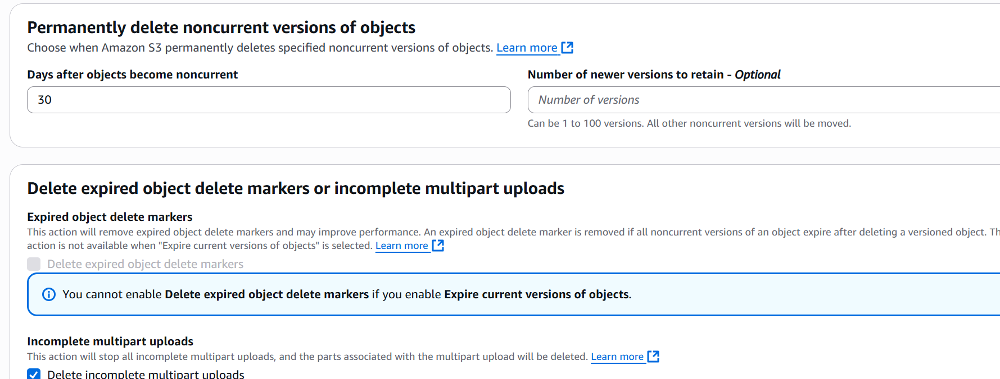 Permanently delete noncurrent versions of objects
Choose when Amazon S3 permanently deletes specified noncurrent versions of objects. Learn more
Days after objects become noncurrent
30
Number of newer versions to retain - Optional
Number of versions
Can be 1 to 100 versions. All other noncurrent versions will be moved.
Delete expired object delete markers or incomplete multipart uploads
Expired object delete markers
This action will remove expired object delete markers and may improve performance. An expired object delete marker is removed if all noncurrent versions of an object expire after deleting a versioned object.
action is not available when "Expire current versions of objects" is selected. Learn more
Delete expired object delete markers
You cannot enable Delete expired object delete markers if you enable Expire current versions of objects.
Incomplete multipart uploads
This action will stop all incomplete multipart uploads, and the parts associated with the multipart upload will be deleted. Learn more
Delete incomplete multipart uploads